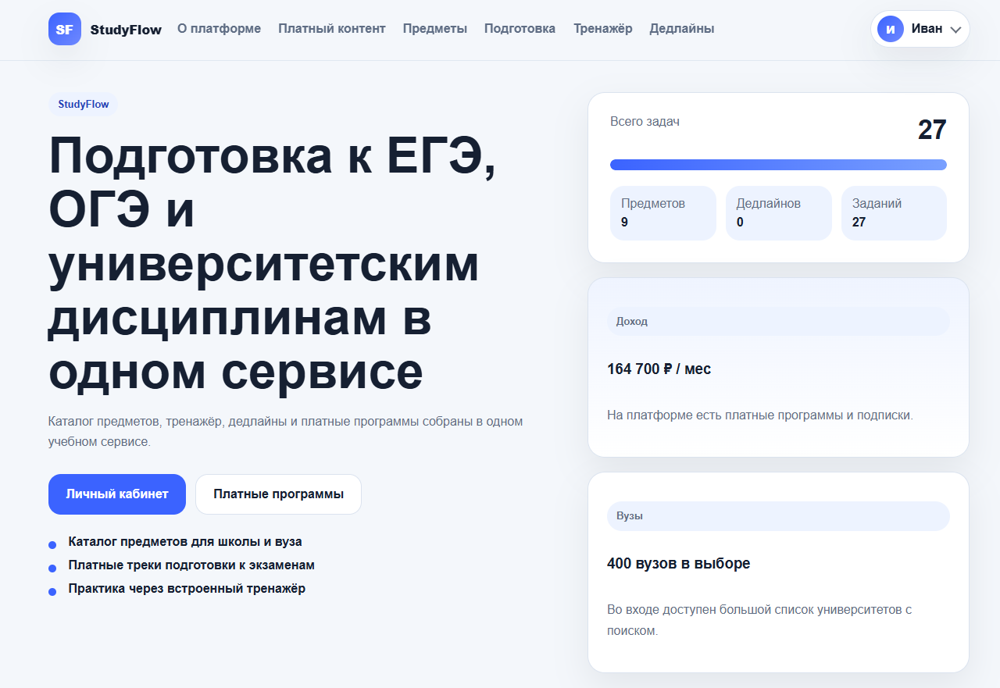 SF StudyFlow О платформе Платный контент Предметы Подготовка Тренажёр Дедлайны И Иван
StudyFlow
Подготовка к ЕГЭ,
ОГЭ и
университетским
дисциплинам в
одном сервисе
Каталог предметов, тренажёр, дедлайны и платные программы собраны в одном
учебном сервисе.
Личный кабинет Платные программы
Каталог предметов для школы и вуза
Платные треки подготовки к экзаменам
Практика через встроенный тренажёр
Всего задач 27
Предметов Дедлайнов Заданий
9 0 27
Доход
164 700 ₽ / мес
На платформе есть платные программы и подписки.
Вузы
400 вузов в выборе
Во входе доступен большой список университетов с
поиском.